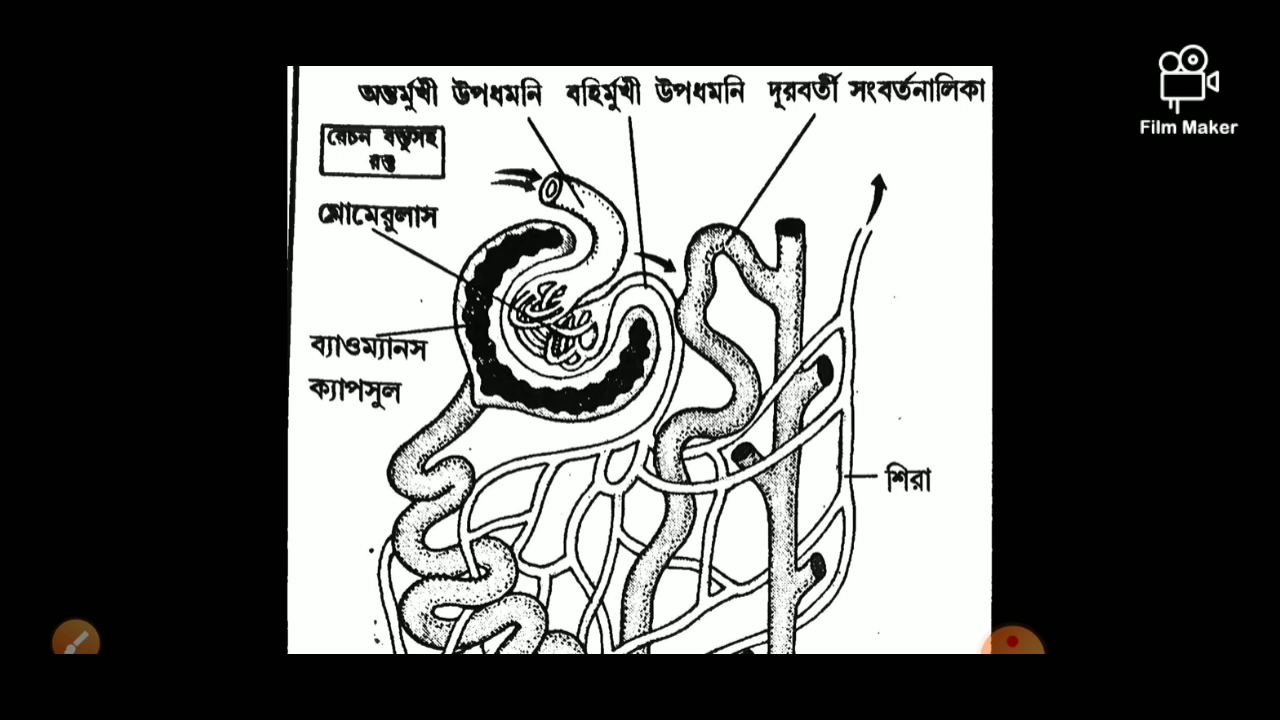 অন্তর্মুখী উপধমনি বহির্মুখী উপধমনি দূরবর্তী সংবর্তনালিকা
রেচন বস্তুসহ
রক্ত
গ্লোমেরুলাস
ব্যাওম্যানস
ক্যাপসুল
শিরা
Film Maker